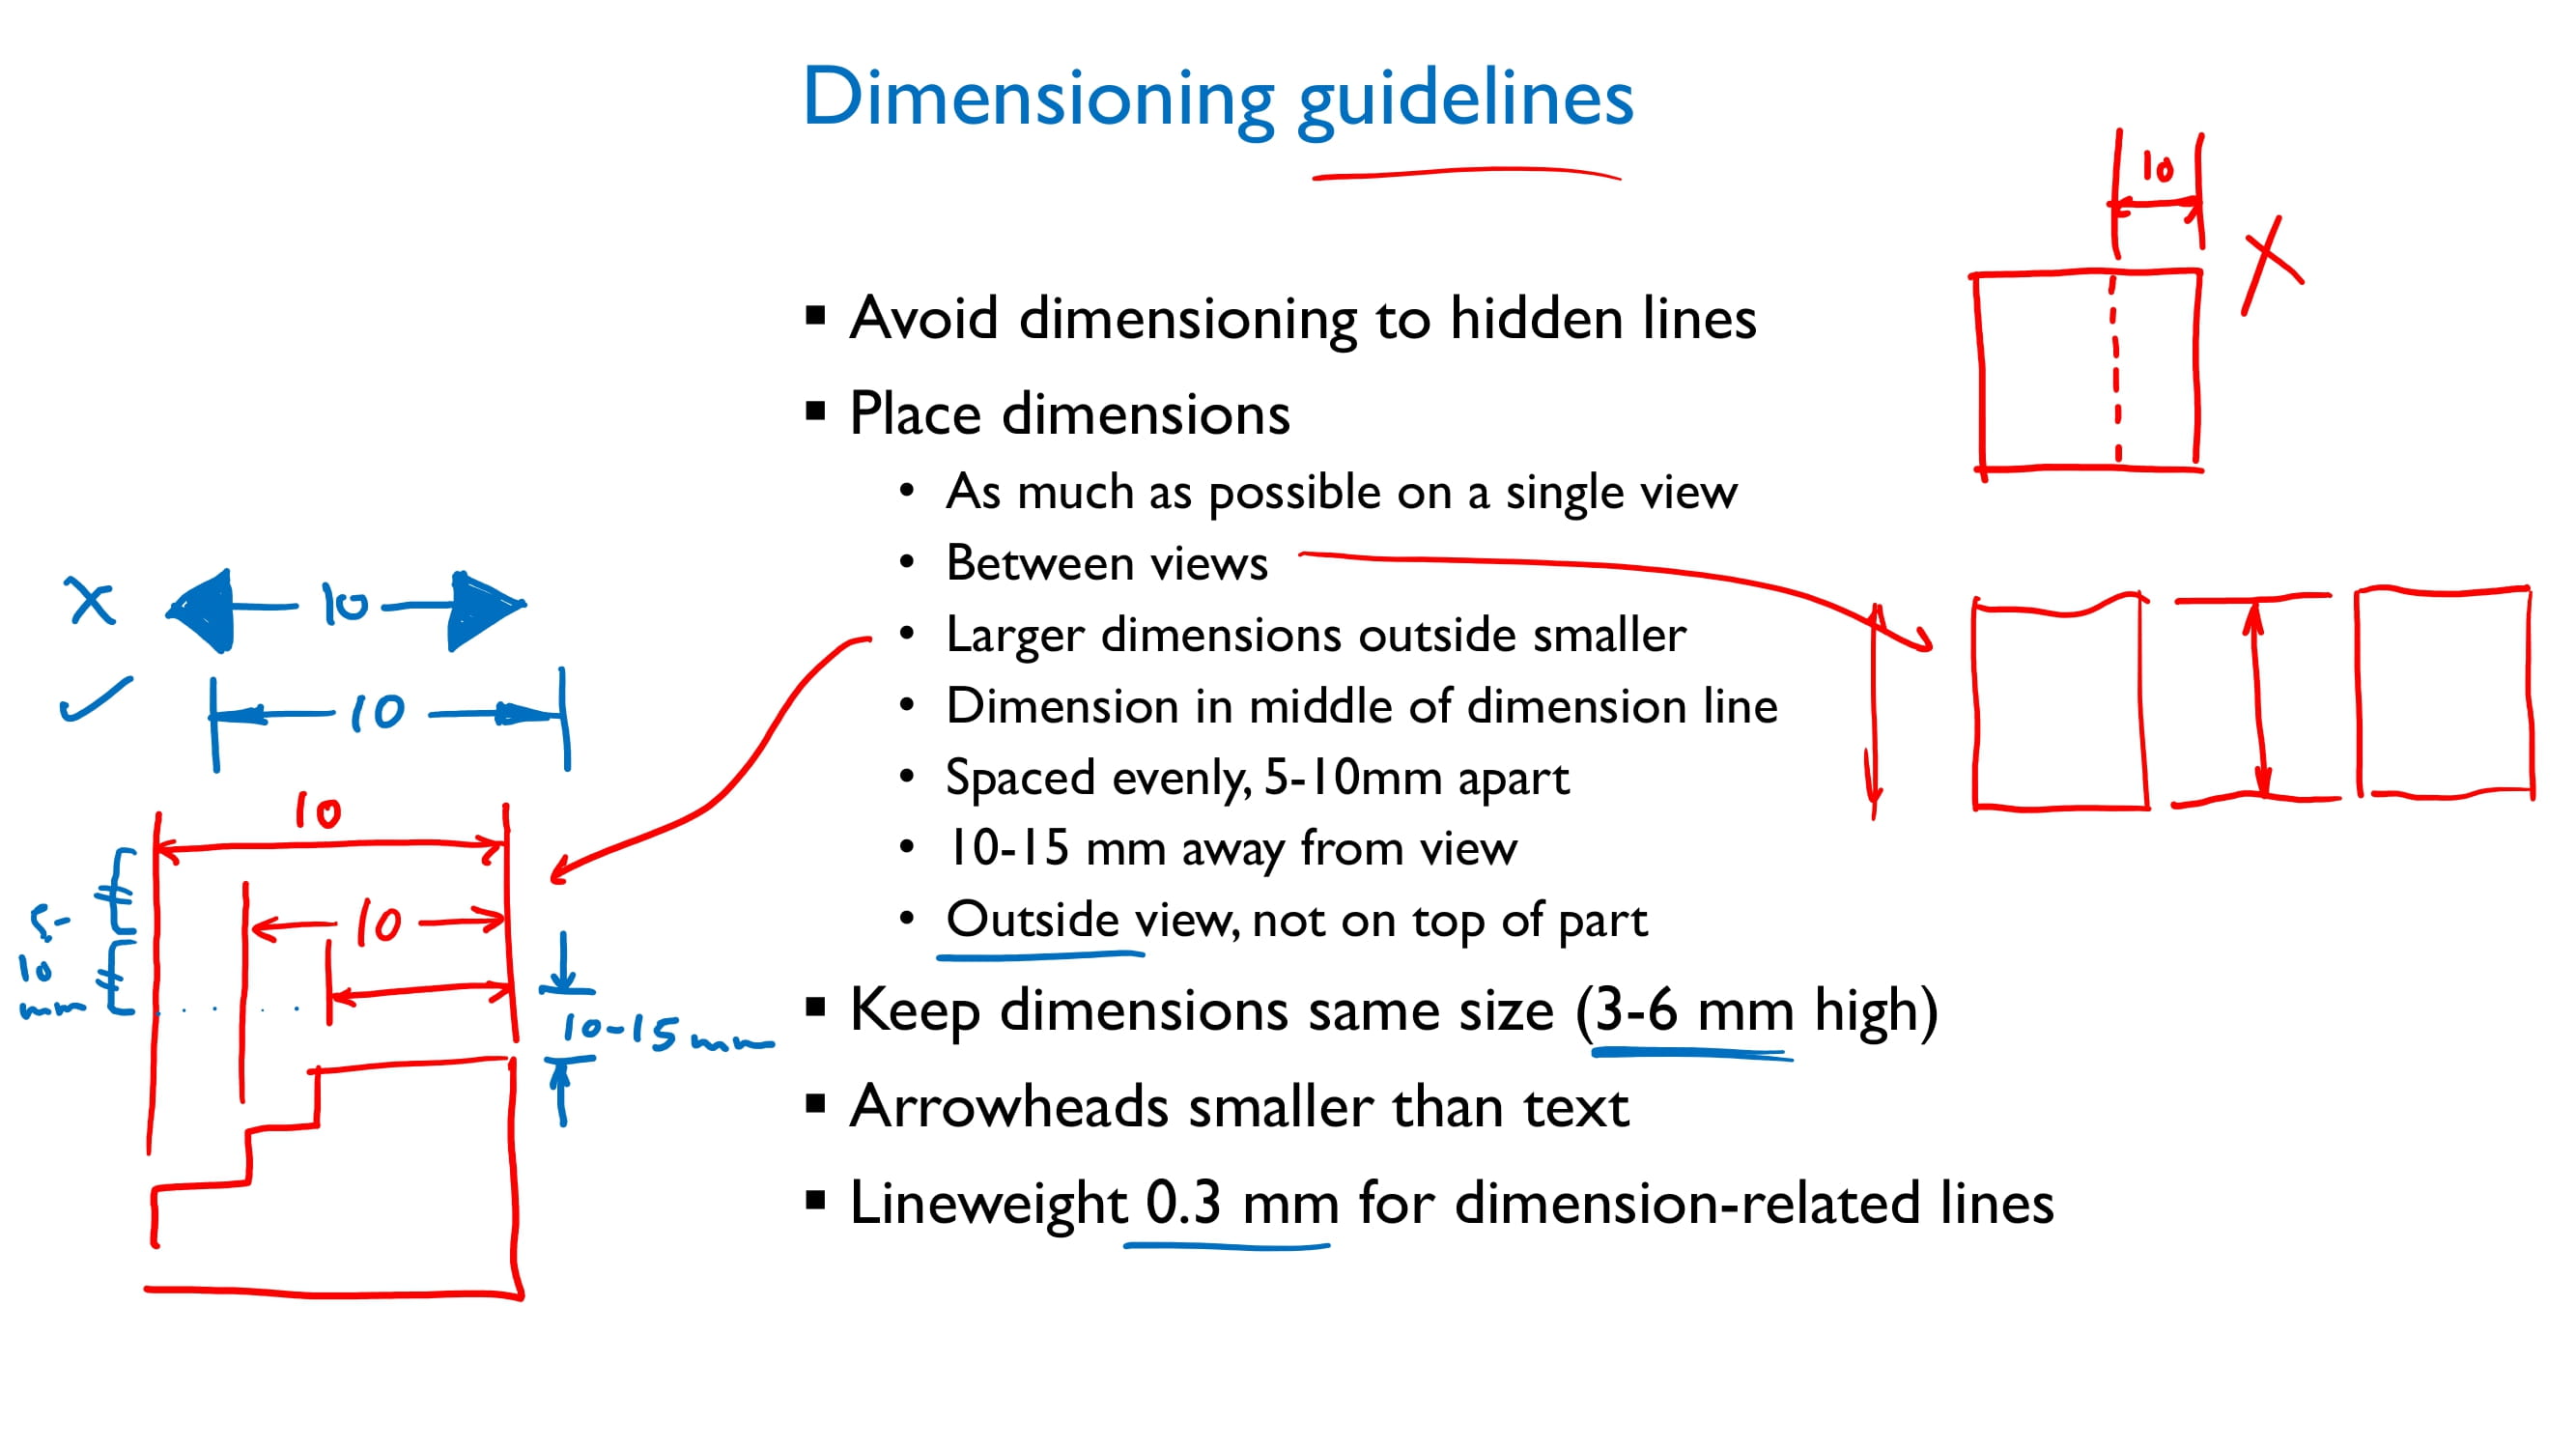 Dimensioning guidelines
10
X
▪ Avoid dimensioning to hidden lines
▪ Place dimensions
• As much as possible on a single view
• Between views
• Larger dimensions outside smaller
• Dimension in middle of dimension line
• Spaced evenly, 5-10mm apart
• 10-15 mm away from view
• Outside view, not on top of part
▪ Keep dimensions same size (3-6 mm high)
▪ Arrowheads smaller than text
▪ Lineweight 0.3 mm for dimension-related lines
X 10
✓ 10
10
10
5-
10
mm
10-15 mm